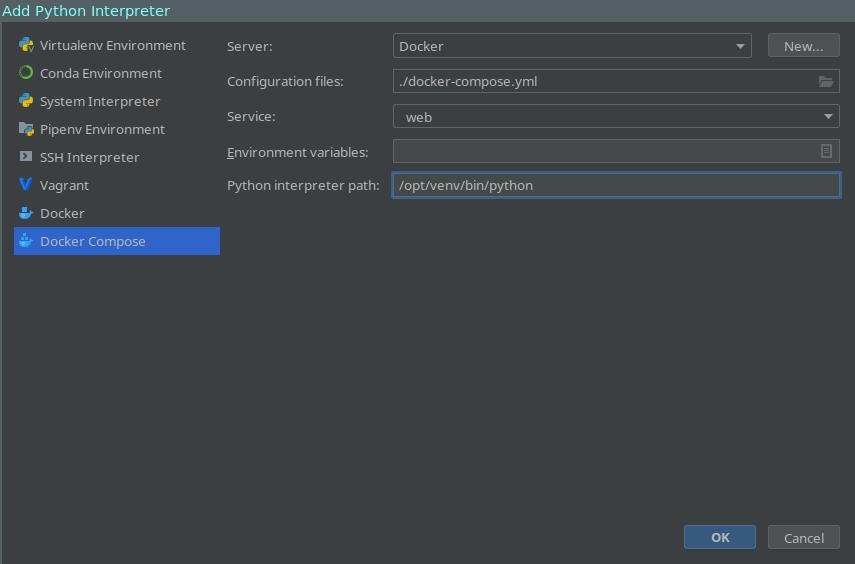 Add Python Interpreter
Virtualenv Environment
Conda Environment
System Interpreter
Pipenv Environment
SSH Interpreter
Vagrant
Docker
Docker Compose
Server: Docker New...
Configuration files: ./docker-compose.yml
Service: web
Environment variables:
Python interpreter path: /opt/venv/bin/python
OK Cancel